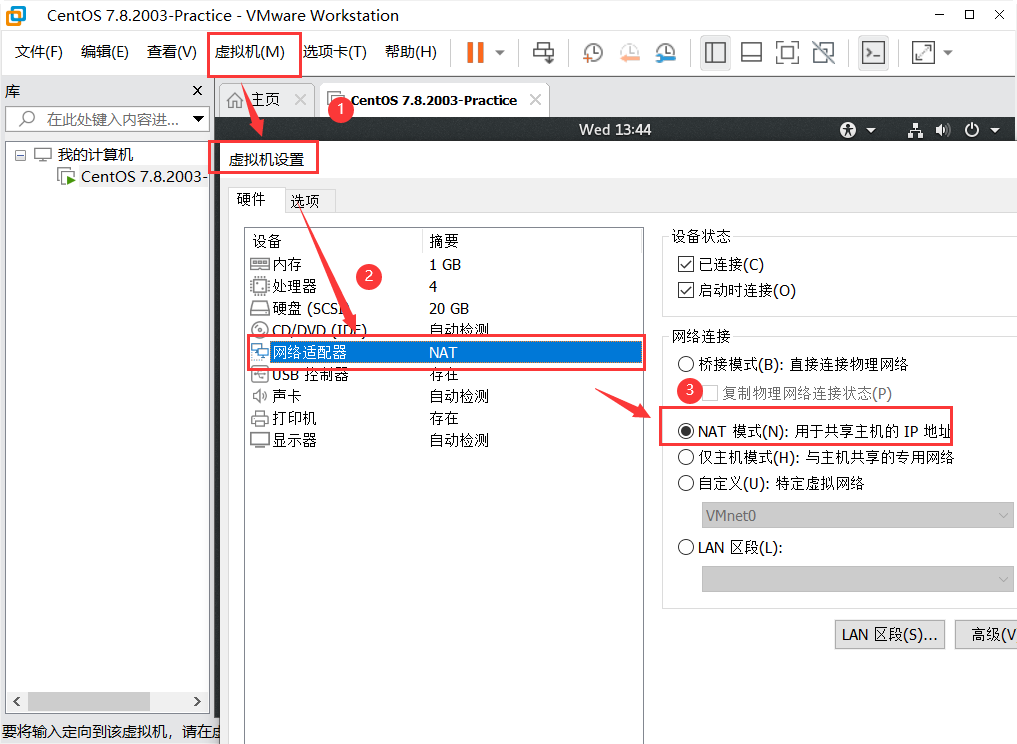 CentOS 7.8.2003-Practice - VMware Workstation
文件(F) 编辑(E) 查看(V) 虚拟机(M) 选项卡(T) 帮助(H)
库
主页
1
CentOS 7.8.2003-Practice
在此处键入内容进...
Wed 13:44
我的计算机
CentOS 7.8.2003-
虚拟机设置
硬件 选项
设备 摘要
内存 1 GB
处理器 4
硬盘 (SCSI) 20 GB
CD/DVD (IDE) 自动检测
网络适配器 NAT
USB 控制器 存在
声卡 自动检测
打印机 存在
显示器 自动检测
2
设备状态
已连接(C)
启动时连接(O)
网络连接
桥接模式(B): 直接连接物理网络
3
复制物理网络连接状态(P)
NAT 模式(N): 用于共享主机的 IP 地址
仅主机模式(H): 与主机共享的专用网络
自定义(U): 特定虚拟网络
VMnet0
LAN 区段(L):
LAN 区段(S)... 高级(V
要将输入定向到该虚拟机，请在虚